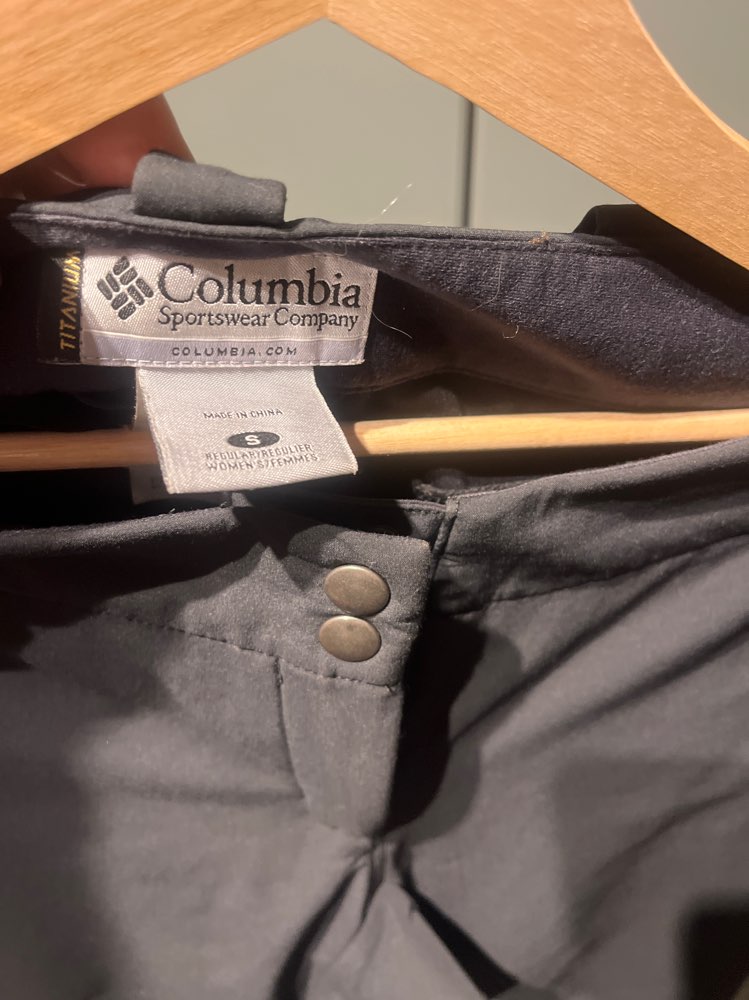 TITANIUM
Columbia
Sportswear Company
COLUMBIA.COM
MADE IN CHINA
S
REGULAR/REGULIER
WOMEN'S/FEMMES